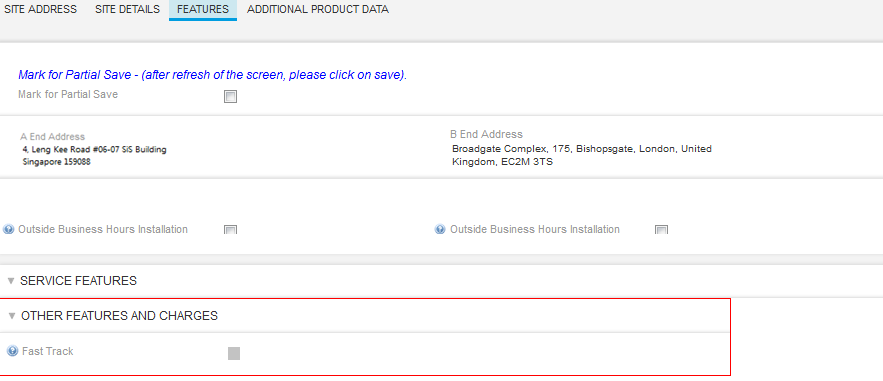 SITE ADDRESS SITE DETAILS FEATURES ADDITIONAL PRODUCT DATA
Mark for Partial Save - (after refresh of the screen, please click on save).
Mark for Partial Save
A End Address
4, Leng Kee Road #06-07 SiS Building
Singapore 159088
B End Address
Broadgate Complex, 175, Bishopsgate, London, United
Kingdom, EC2M 3TS
Outside Business Hours Installation
Outside Business Hours Installation
SERVICE FEATURES
OTHER FEATURES AND CHARGES
Fast Track